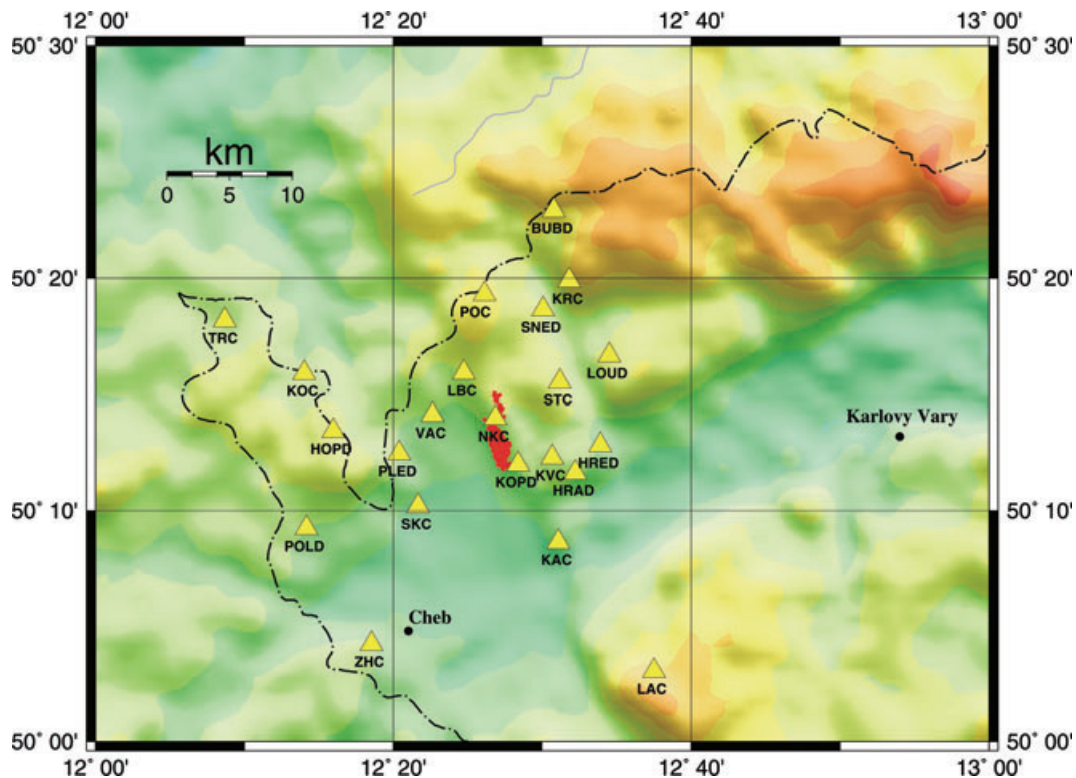 12° 00' 12° 20' 12° 40' 13° 00'
50° 30' 50° 30'
km
0 5 10
BUBD
50° 20' 50° 20'
KRC
POC
SNED
TRC
LOUD
KOC
LBC
STC
Karlovy Vary
VAC
NKC
HOPD
PLED
HRED
KVC
KOPD
HRAD
50° 10' 50° 10'
SKC
POLD
KAC
Cheb
ZHC
LAC
50° 00' 50° 00'
12° 00' 12° 20' 12° 40' 13° 00'